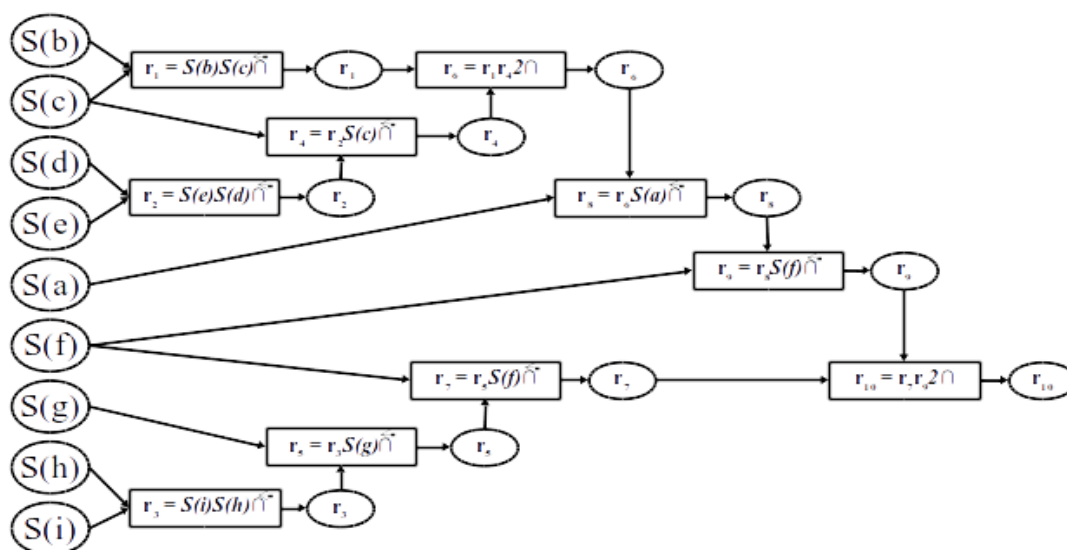 S(b)
r₁ = S(b)S(c)⩃
r₁
r₆ = r₁r₄2∩
r₆
S(c)
r₄ = r₂S(c)⩃
r₄
S(d)
r₂ = S(e)S(d)⩃
r₂
r₈ = r₆S(a)⩃
r₈
S(e)
S(a)
r₉ = r₈S(f)⩃
r₉
S(f)
r₇ = r₅S(f)⩃
r₇
r₁₀ = r₇r₉2∩
r₁₀
S(g)
r₅ = r₃S(g)⩃
r₅
S(h)
r₃ = S(i)S(h)⩃
r₃
S(i)